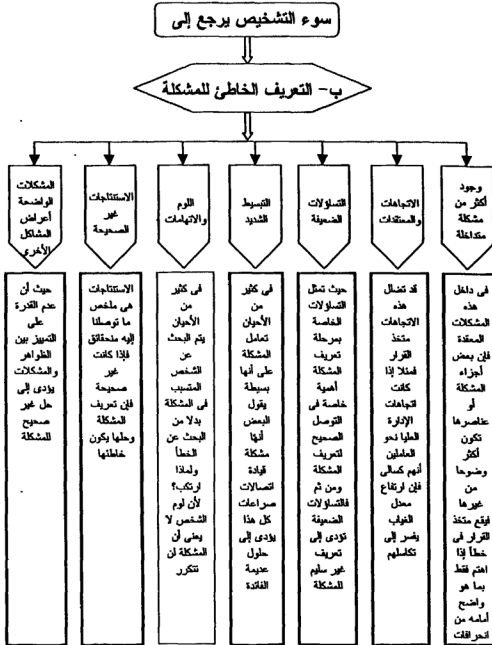 سوء التشخيص يرجع إلى
ب- التعريف الخاطئ للمشكلة
وجود
أكثر من
مشكلة
متداخلة
فى داخل
هذه
المشكلات
المعقدة
فإن بعض
أجزاء
المشكلة
أو
عناصرها
تكون
أكثر
وضوحا
من
غيرها
فيقع متخذ
القرار فى
خطأ إذا
اهتم فقط
بما هو
واضح
أمامه من
انحرافات
الاتجاهات
والمعتقدات
قد تضلل
هذه
الاتجاهات
متخذ
القرار
فمثلا إذا
كانت
اتجاهات
الإدارة
العليا نحو
العاملين
أنهم كسالى
فإن ارتفاع
معدل
الغياب
يفسر إلى
تكاسلهم
التساؤلات
الضعيفة
حيث تمثل
التساؤلات
الخاصة
بمرحلة
تعريف
المشكلة
أهمية
خاصة فى
التوصل
الصحيح
لتعريف
المشكلة
ومن ثم
فالتساؤلات
الضعيفة
تؤدى إلى
تعريف
غير سليم
للمشكلة
التبسيط
الشديد
فى كثير
من
الأحيان
تعامل
المشكلة
على أنها
بسيطة
يقول
البعض
أنها
مشكلة
قيادة
اتصالات
صراعات
كل هذا
يؤدى إلى
حلول
عديمة
الفائدة
اللوم
والاتهامات
فى كثير
من
الأحيان
يتم البحث
عن
الشخص
المتسبب
فى المشكلة
بدلا من
البحث عن
الخطأ
ولماذا
ارتكب؟
لأن لوم
الشخص لا
يعنى أن
المشكلة لن
تتكرر
الاستنتاجات
غير
الصحيحة
الاستنتاجات
هى ملخص
ما توصلنا
إليه منحقائق
فإذا كانت
غير
صحيحة
فإن تعريف
المشكلة
وحلها يكون
خاطئا
المشكلات
الواضحة
أعراض
المشاكل
الأخرى
حيث أن
عدم القدرة
على
التمييز بين
الظواهر
والمشكلات
يؤدى إلى
حل غير
صحيح
للمشكلة